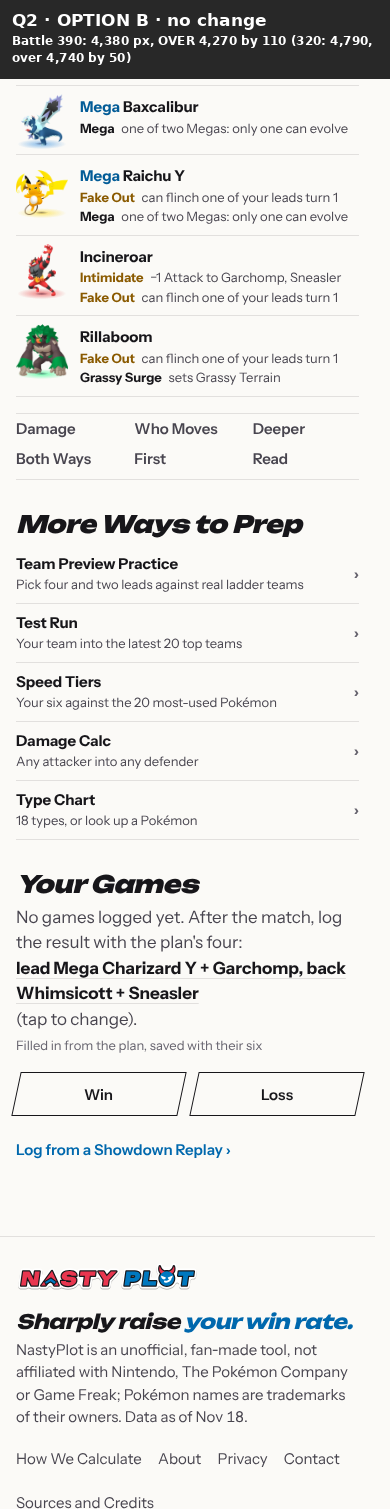 Q2 · OPTION B · no change
Battle 390: 4,380 px, OVER 4,270 by 110 (320: 4,790,
over 4,740 by 50)
Mega Baxcalibur
Mega one of two Megas: only one can evolve
Mega Raichu Y
Fake Out can flinch one of your leads turn 1
Mega one of two Megas: only one can evolve
Incineroar
Intimidate −1 Attack to Garchomp, Sneasler
Fake Out can flinch one of your leads turn 1
Rillaboom
Fake Out can flinch one of your leads turn 1
Grassy Surge sets Grassy Terrain
Damage Who Moves Deeper
Both Ways First Read
More Ways to Prep
Team Preview Practice
Pick four and two leads against real ladder teams ›
Test Run
Your team into the latest 20 top teams ›
Speed Tiers
Your six against the 20 most-used Pokémon ›
Damage Calc
Any attacker into any defender ›
Type Chart
18 types, or look up a Pokémon ›
Your Games
No games logged yet. After the match, log
the result with the plan's four:
lead Mega Charizard Y + Garchomp, back
Whimsicott + Sneasler
(tap to change).
Filled in from the plan, saved with their six
Win Loss
Log from a Showdown Replay ›
NASTY PLOT
Sharply raise your win rate.
NastyPlot is an unofficial, fan-made tool, not
affiliated with Nintendo, The Pokémon Company
or Game Freak; Pokémon names are trademarks
of their owners. Data as of Nov 18.
How We Calculate About Privacy Contact
Sources and Credits